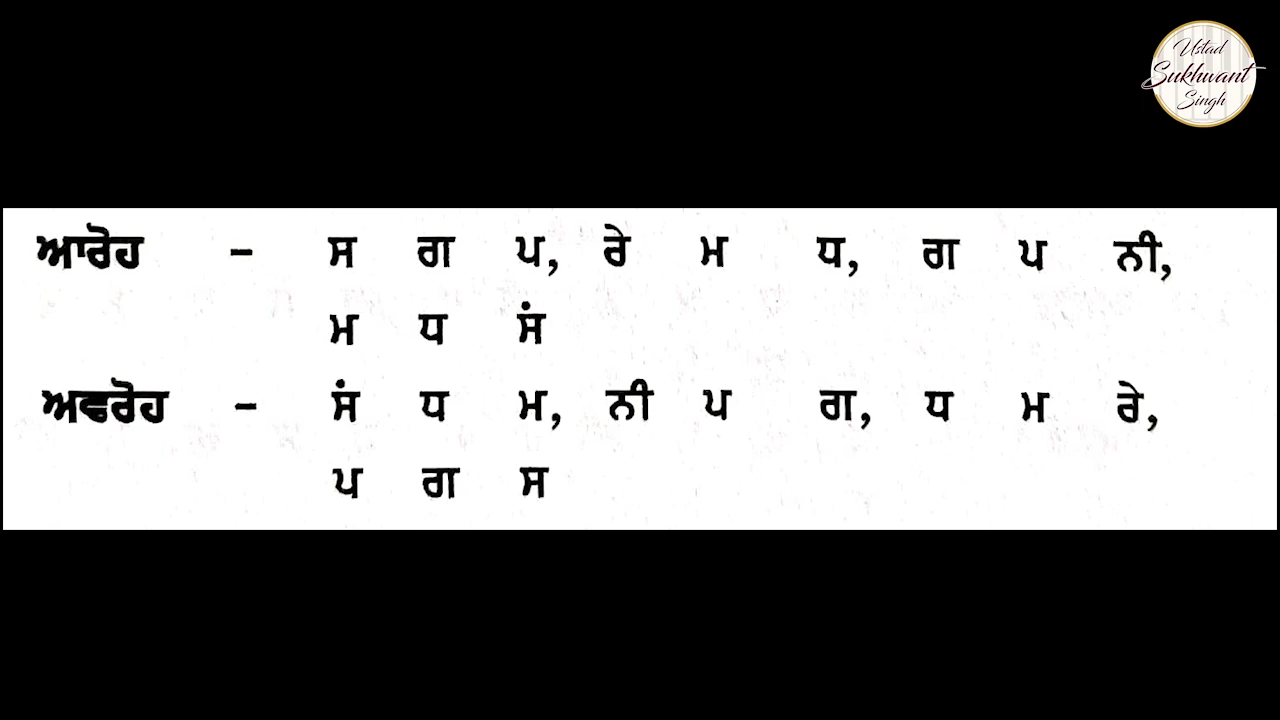 Ustad
Sukhwant
Singh
ਆਰੋਹ – ਸ ਗ ਪ, ਰੇ ਮ ਧ, ਗ ਪ ਨੀ,
ਮ ਧ ਸਂ
ਅਵਰੋਹ – ਸਂ ਧ ਮ, ਨੀ ਪ ਗ, ਧ ਮ ਰੇ,
ਪ ਗ ਸ